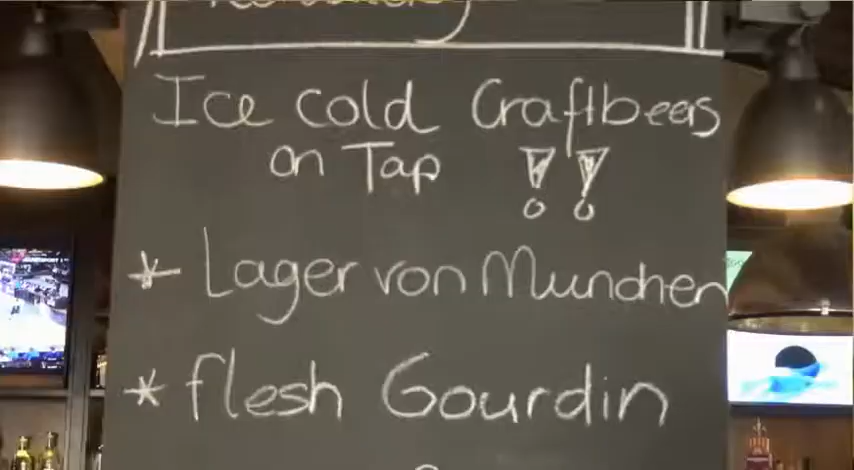 Ice cold Craftbeers
on Tap !!
* Lager von Munchen
* flesh Gourdin